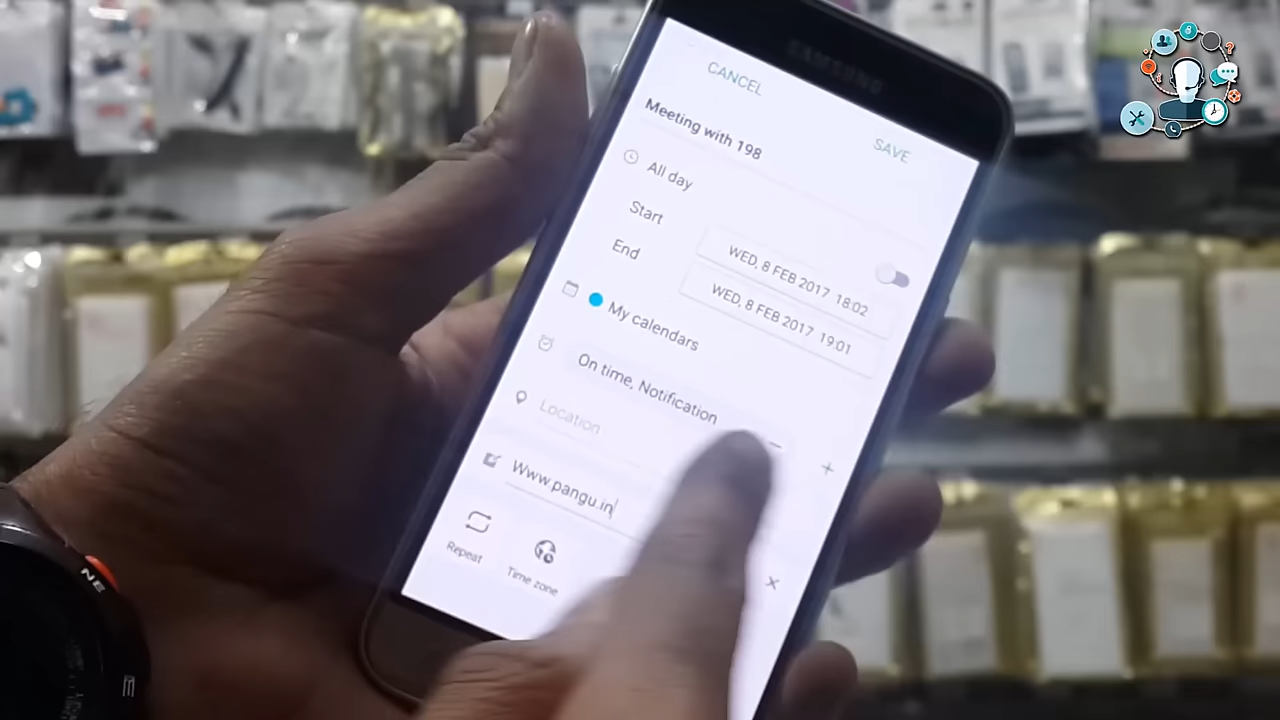 SAMSUNG
CANCEL
SAVE
Meeting with 198
All day
Start
WED, 8 FEB 2017 18:02
End
WED, 8 FEB 2017 19:01
My calendars
On time, Notification
Location
Www.pangu.in
Repeat
Time zone
NE